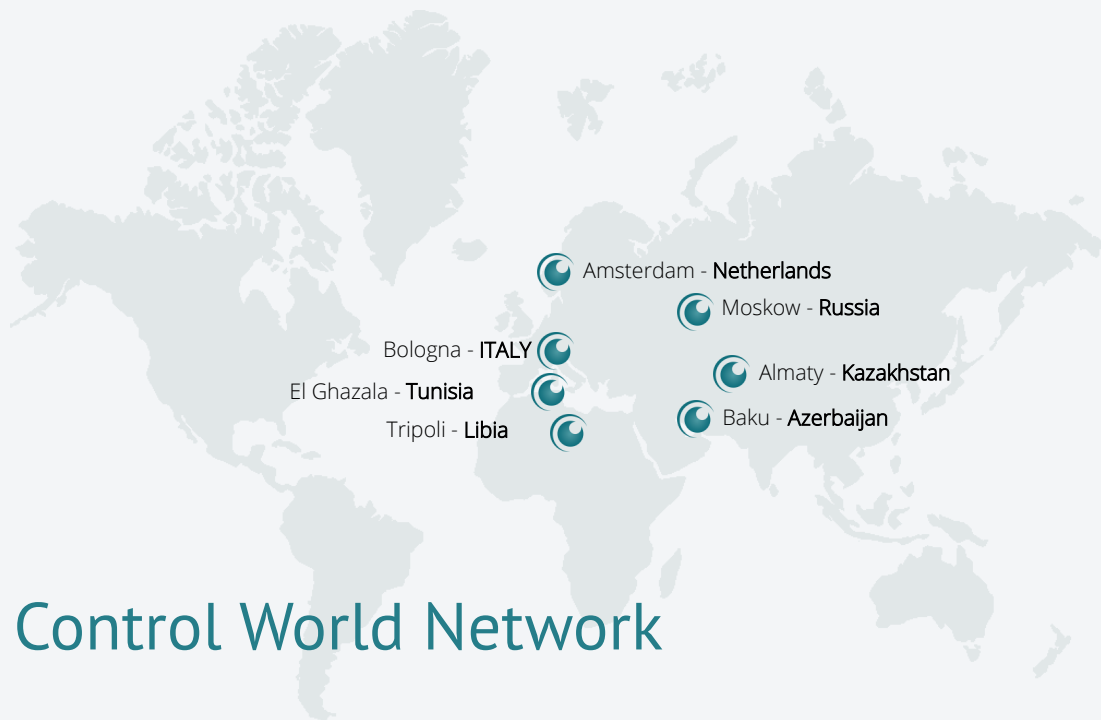 Amsterdam - Netherlands
Moskow - Russia
Bologna - ITALY
Almaty - Kazakhstan
El Ghazala - Tunisia
Baku - Azerbaijan
Tripoli - Libia
Control World Network